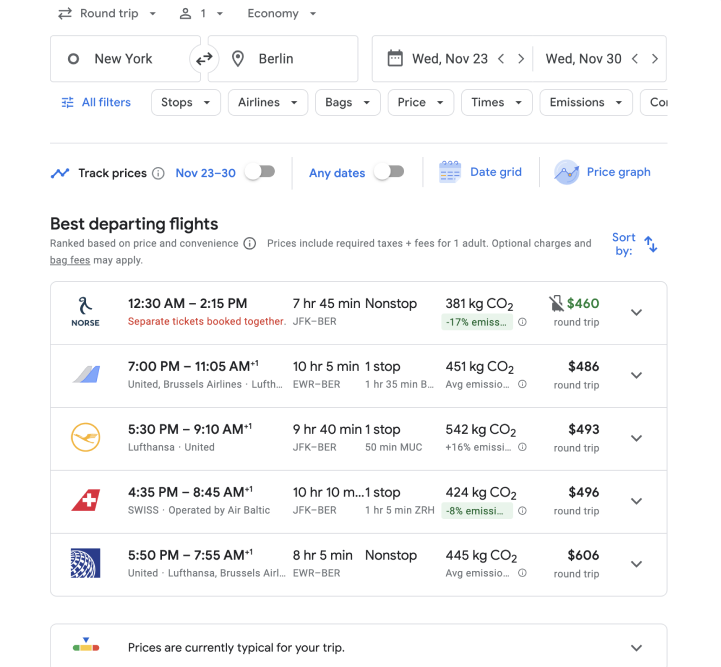 Round trip 1 Economy
New York Berlin Wed, Nov 23 Wed, Nov 30
All filters Stops Airlines Bags Price Times Emissions Co
Track prices Nov 23–30 Any dates Date grid Price graph
Best departing flights
Ranked based on price and convenience Prices include required taxes + fees for 1 adult. Optional charges and
bag fees may apply.
Sort
by:
12:30 AM – 2:15 PM 7 hr 45 min Nonstop 381 kg CO2 $460
NORSE Separate tickets booked together. JFK–BER -17% emiss... round trip
7:00 PM – 11:05 AM+1 10 hr 5 min 1 stop 451 kg CO2 $486
United, Brussels Airlines · Lufth... EWR–BER 1 hr 35 min B... Avg emissio... round trip
5:30 PM – 9:10 AM+1 9 hr 40 min 1 stop 542 kg CO2 $493
Lufthansa · United JFK–BER 50 min MUC +16% emissi... round trip
4:35 PM – 8:45 AM+1 10 hr 10 m... 1 stop 424 kg CO2 $496
SWISS · Operated by Air Baltic JFK–BER 1 hr 5 min ZRH -8% emissi... round trip
5:50 PM – 7:55 AM+1 8 hr 5 min Nonstop 445 kg CO2 $606
United · Lufthansa, Brussels Airl... EWR–BER Avg emissio... round trip
Prices are currently typical for your trip.